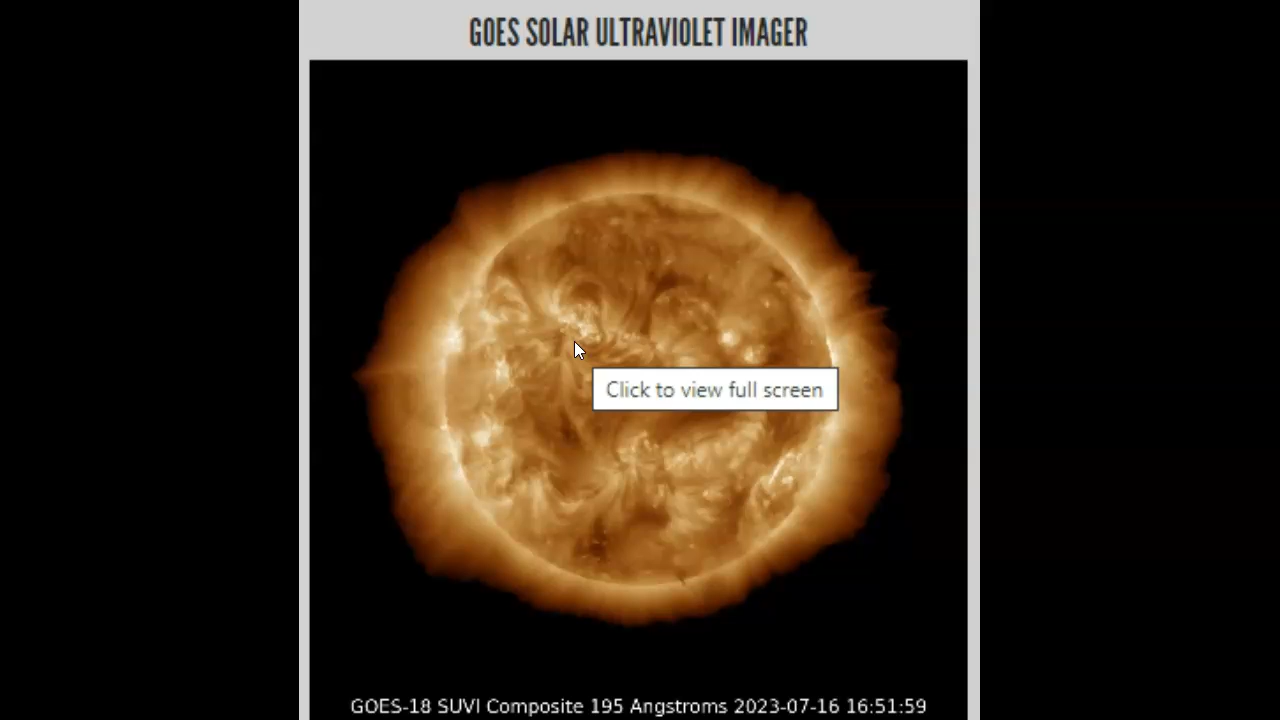 GOES SOLAR ULTRAVIOLET IMAGER
Click to view full screen
GOES-18 SUVI Composite 195 Angstroms 2023-07-16 16:51:59